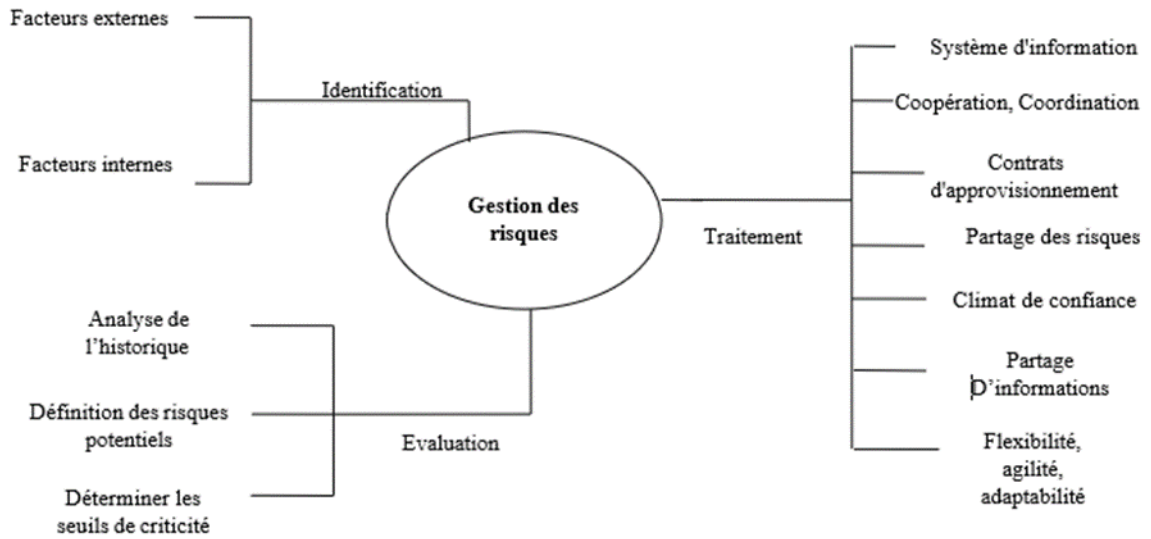 Facteurs externes
Identification
Facteurs internes
Gestion des
risques
Traitement
Système d'information
Coopération, Coordination
Contrats
d'approvisionnement
Partage des risques
Climat de confiance
Partage
D’informations
Flexibilité,
agilité,
adaptabilité
Analyse de
l’historique
Définition des risques
potentiels
Evaluation
Déterminer les
seuils de criticité